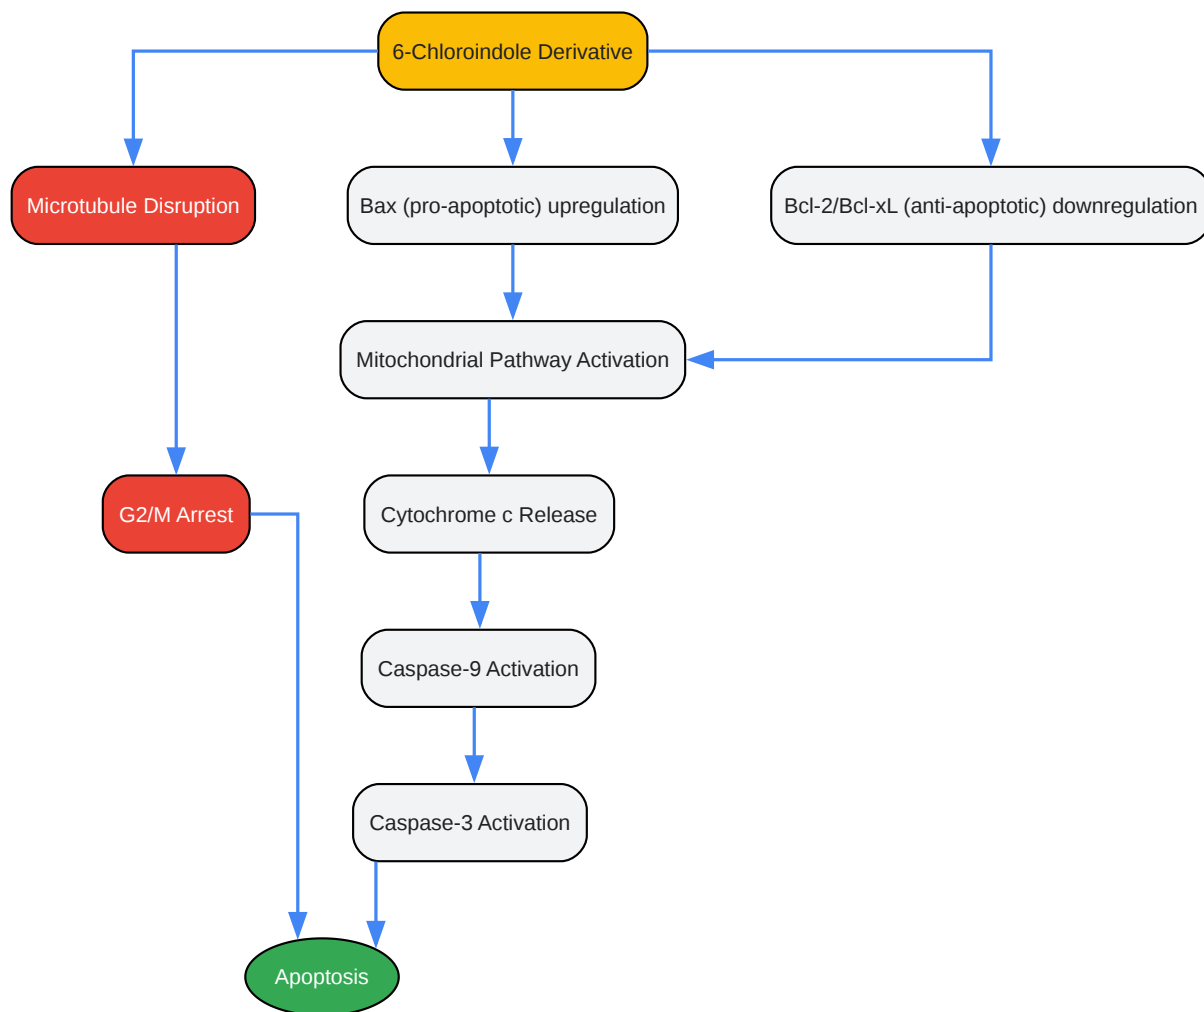 6-Chloroindole Derivative
Microtubule Disruption
Bax (pro-apoptotic) upregulation
Bcl-2/Bcl-xL (anti-apoptotic) downregulation
Mitochondrial Pathway Activation
G2/M Arrest
Cytochrome c Release
Caspase-9 Activation
Caspase-3 Activation
Apoptosis